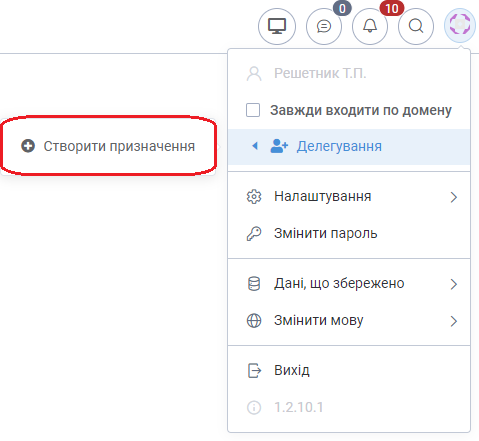 0
10
Решетник Т.П.
Завжди входити по домену
Створити призначення
Делегування
Налаштування
Змінити пароль
Дані, що збережено
Змінити мову
Вихід
1.2.10.1